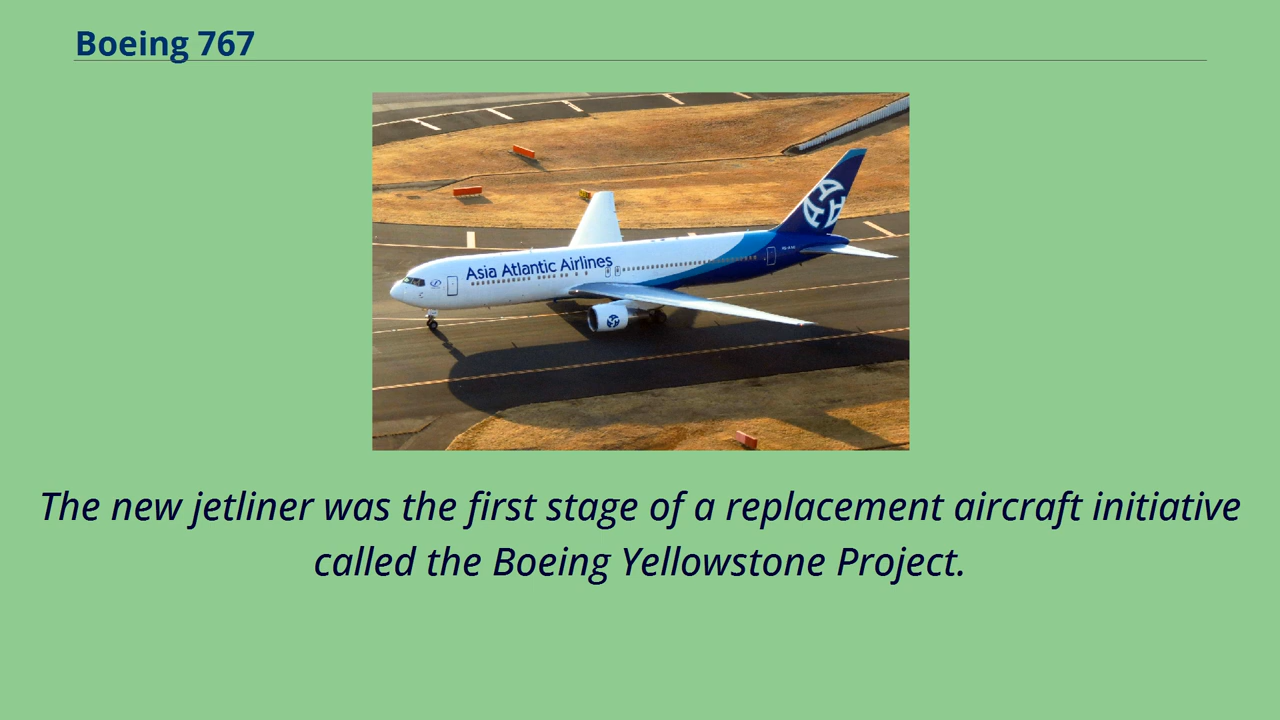 Boeing 767
Asia Atlantic Airlines
The new jetliner was the first stage of a replacement aircraft initiative
called the Boeing Yellowstone Project.